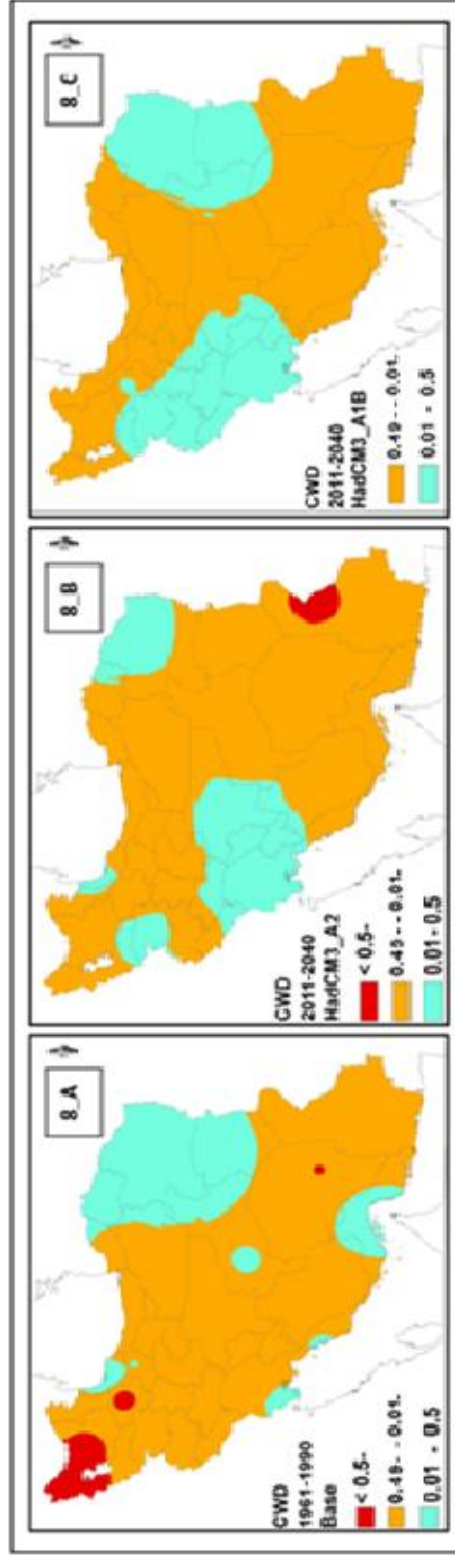 8_A
CWD
1961-1990
Base
< 0.5-
0.49- - 0.01-
0.01 - 0.5
8_B
CWD
2011-2040
HadCM3_A2
< 0.5-
0.45- - 0.01-
0.01 - 0.5
8_C
CWD
2011-2040
HadCM3_A1B
0.49- - 0.01-
0.01 - 0.5